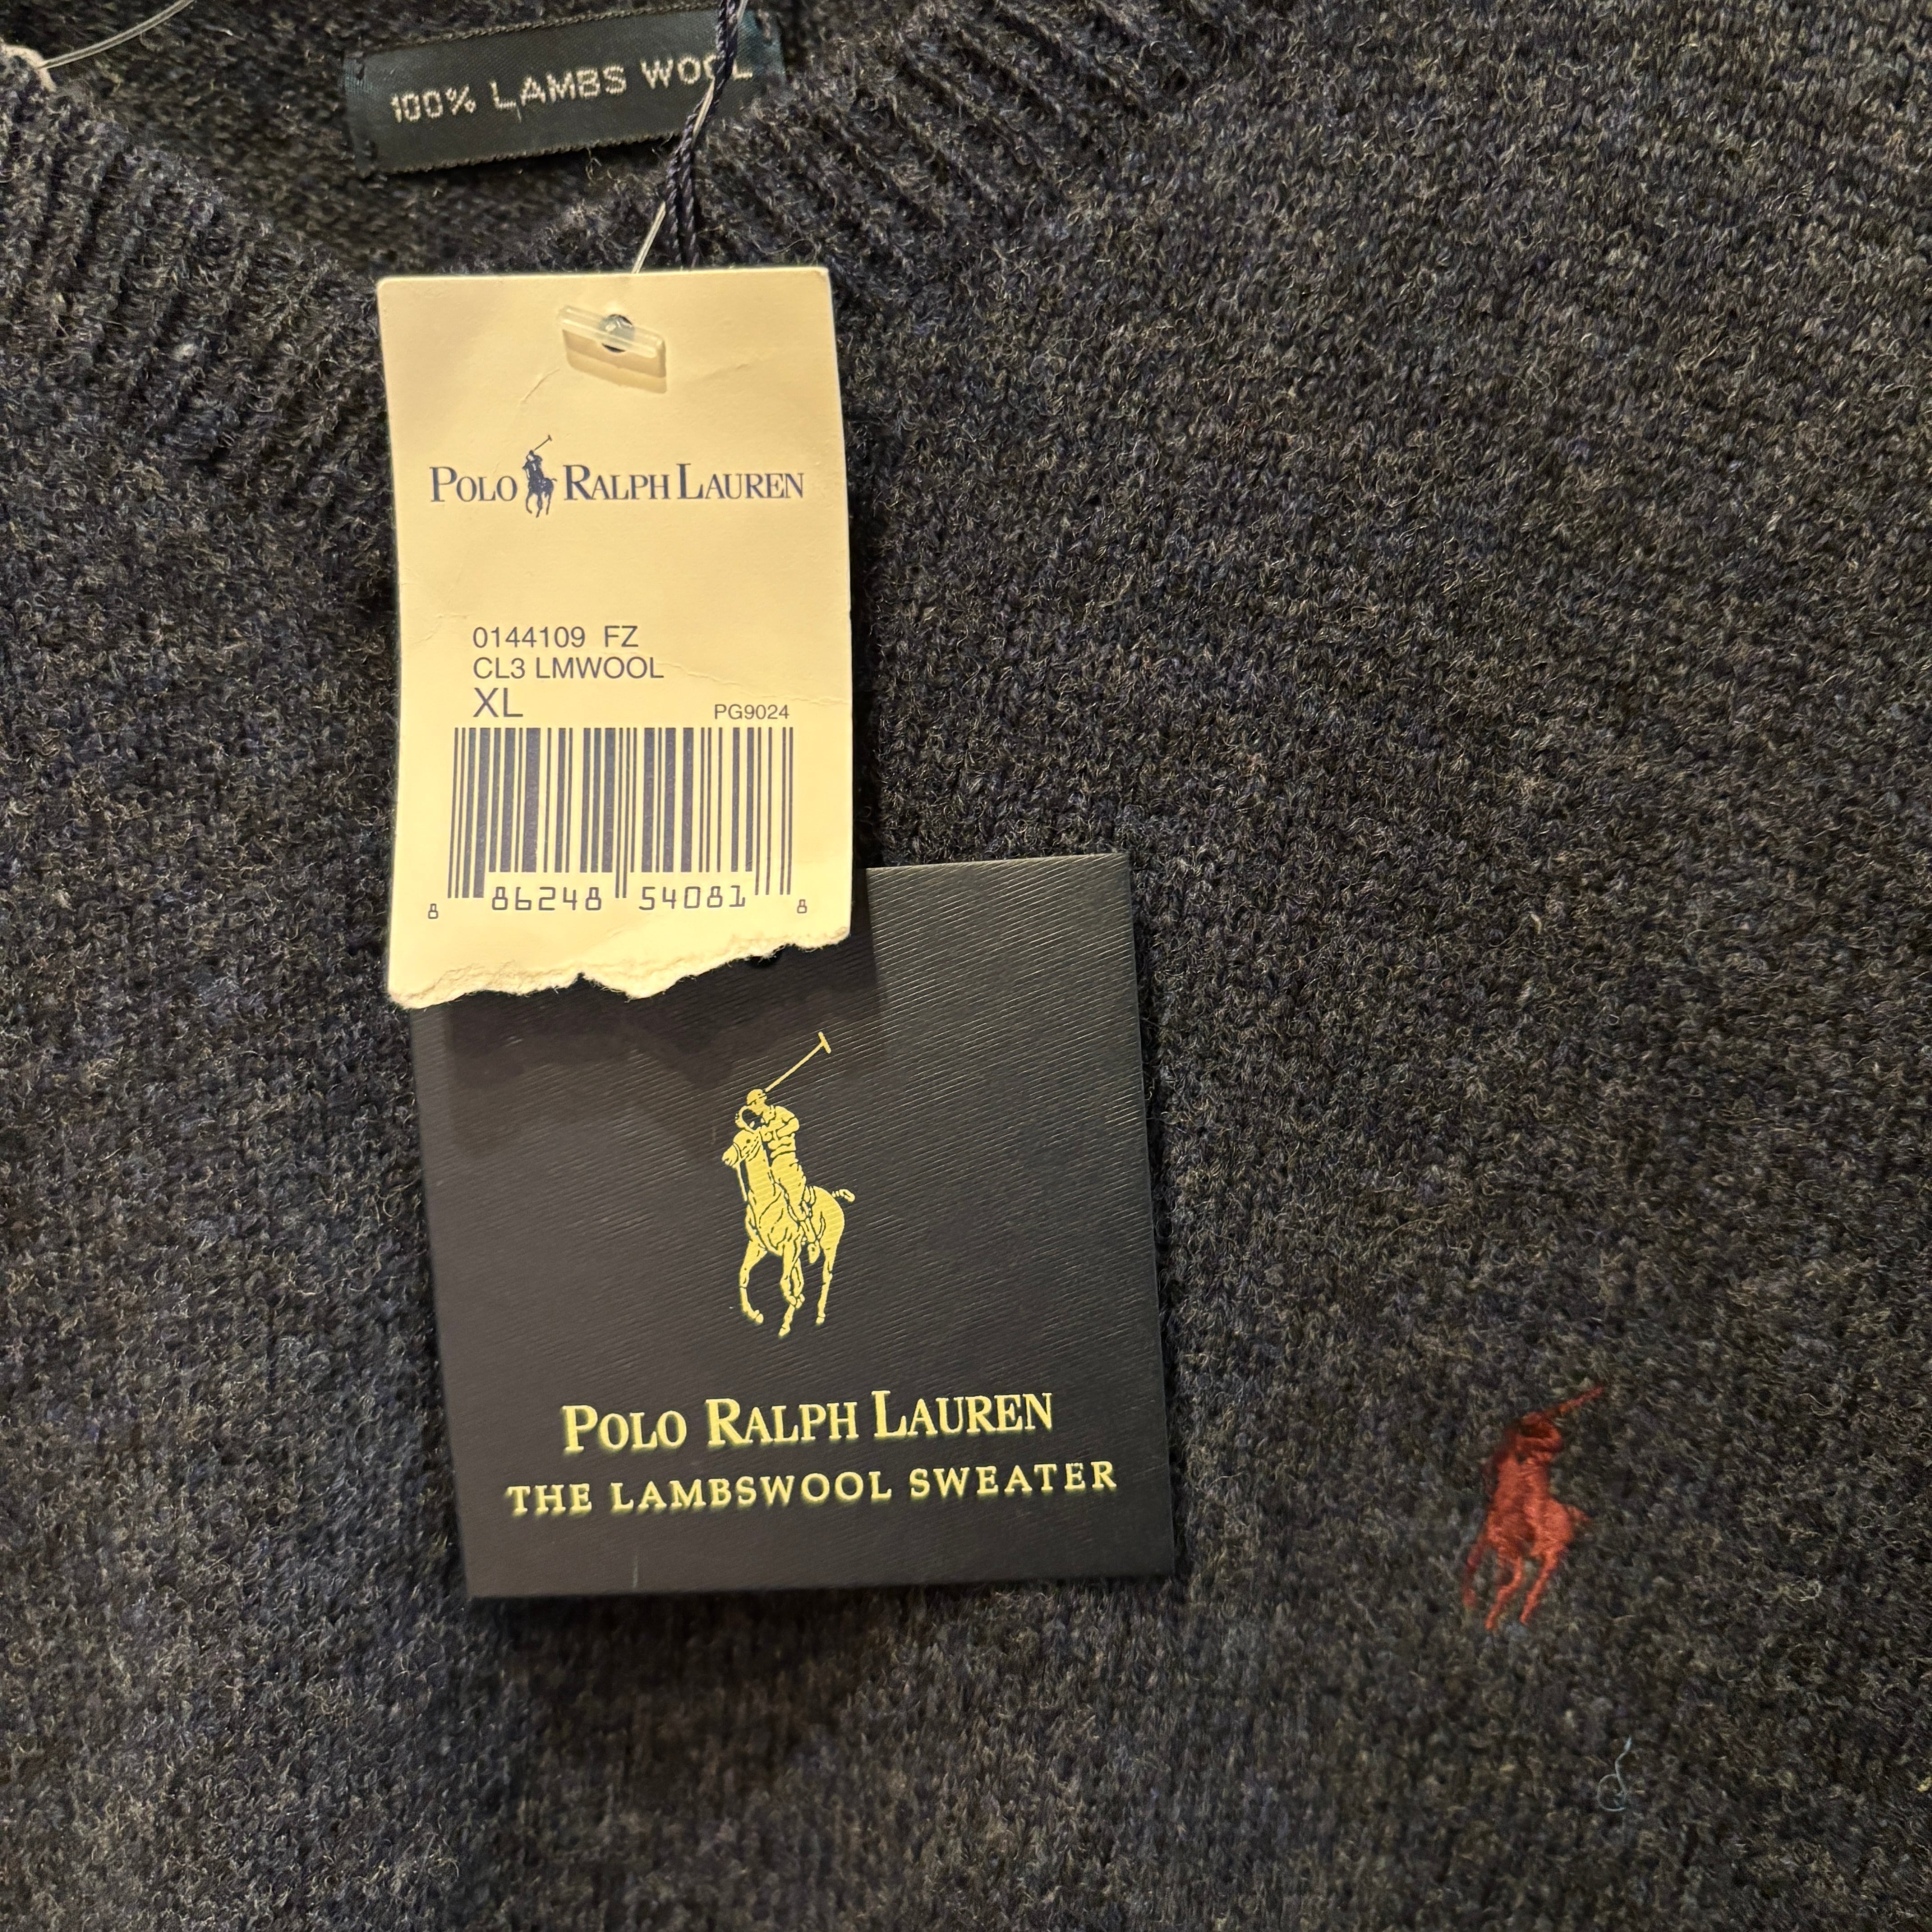 100% LAMBS WOOL
POLO RALPH LAUREN
0144109 FZ
CL3 LMWOOL
XL
PG9024
8 86248 54081 8
POLO RALPH LAUREN
THE LAMBSWOOL SWEATER